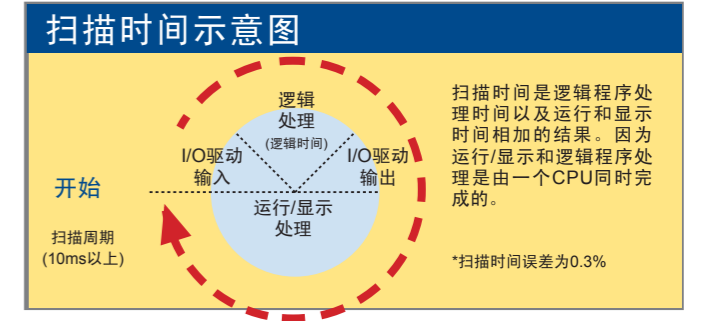 扫描时间示意图
逻辑
处理
(逻辑时间)
I/O驱动
输入
I/O驱动
输出
开始
运行/显示
处理
扫描周期
(10ms以上)
扫描时间是逻辑程序处
理时间以及运行和显示
时间相加的结果。因为
运行/显示和逻辑程序处
理是由一个CPU同时完
成的。
*扫描时间误差为0.3%